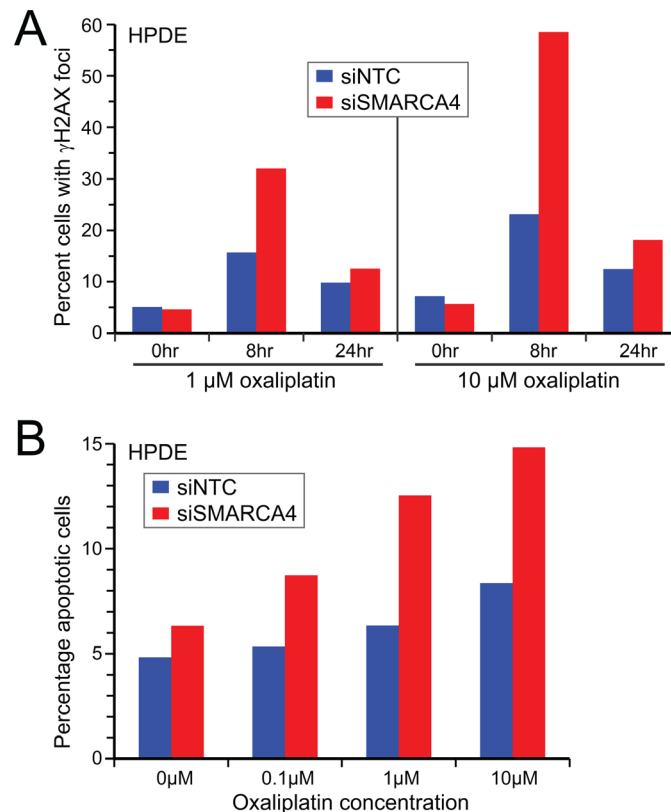 A
HPDE
siNTC
siSMARCA4
Percent cells with γH2AX foci
60
50
40
30
20
10
0
0hr 8hr 24hr 0hr 8hr 24hr
1 µM oxaliplatin 10 µM oxaliplatin
B
HPDE
siNTC
siSMARCA4
Percentage apoptotic cells
15
10
5
0
0µM 0.1µM 1µM 10µM
Oxaliplatin concentration